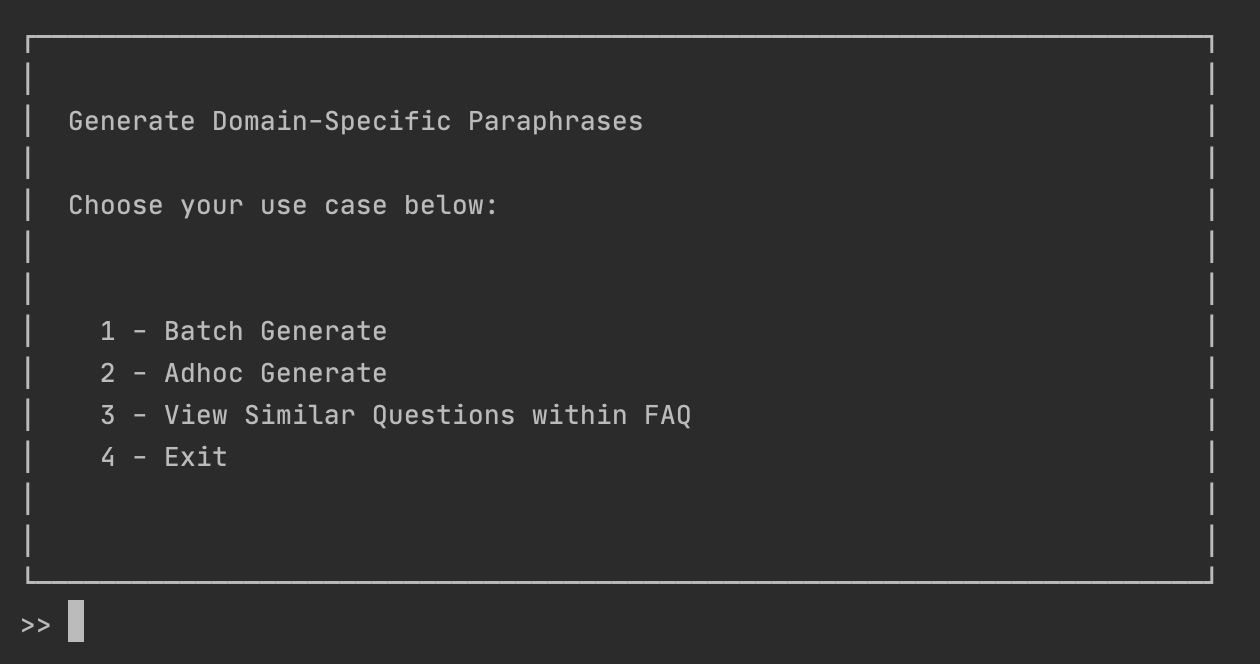 Generate Domain-Specific Paraphrases
Choose your use case below:
1 - Batch Generate
2 - Adhoc Generate
3 - View Similar Questions within FAQ
4 - Exit
>>